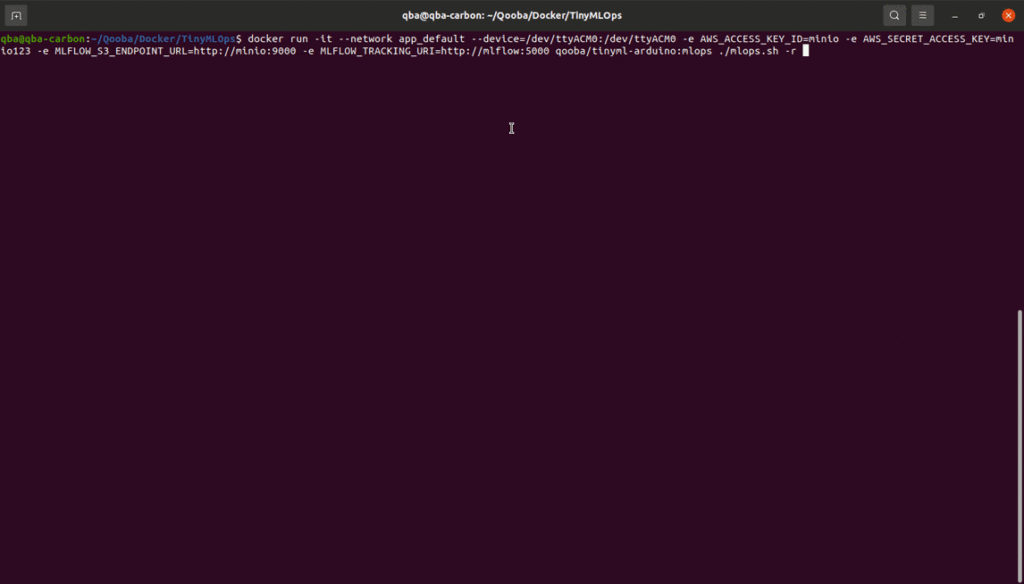 qba@qba-carbon: ~/Qooba/Docker/TinyMLOps
qba@qba-carbon:~/Qooba/Docker/TinyMLOps$ docker run -it --network app_default --device=/dev/ttyACM0:/dev/ttyACM0 -e AWS_ACCESS_KEY_ID=minio -e AWS_SECRET_ACCESS_KEY=min
io123 -e MLFLOW_S3_ENDPOINT_URL=http://minio:9000 -e MLFLOW_TRACKING_URI=http://mlflow:5000 qooba/tinyml-arduino:mlops ./mlops.sh -r